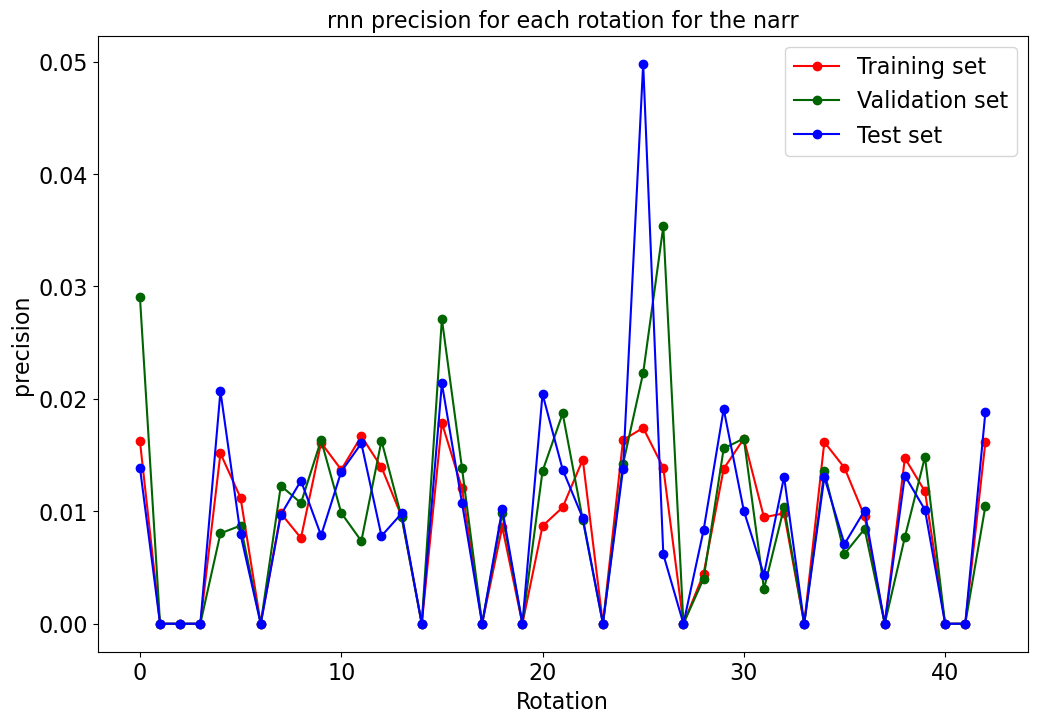 rnn precision for each rotation for the narr
Training set
Validation set
Test set
precision
0.05
0.04
0.03
0.02
0.01
0.00
0 10 20 30 40
Rotation